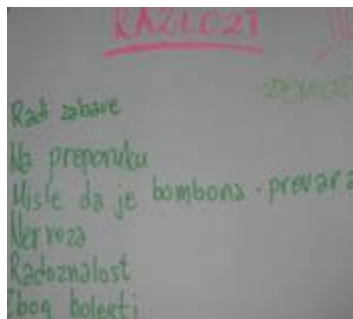 RAZLOZI
Radi zabave
Na preporuku
Misle da je bombona. prevara
Nervoza
Radoznalost
Zbog bolesti